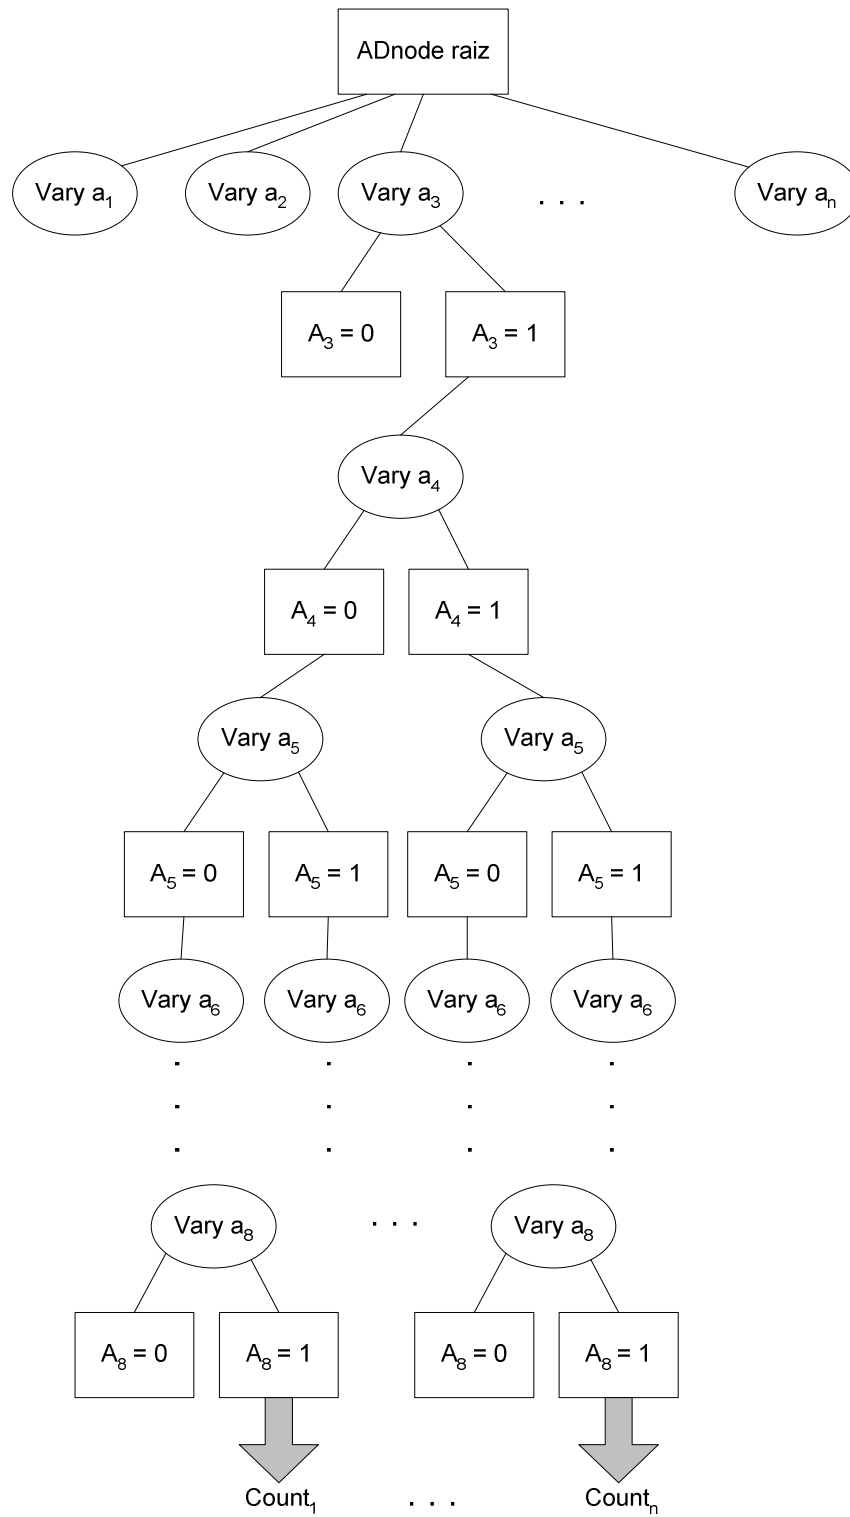 ADnode raiz
Vary a₁ Vary a₂ Vary a₃ . . . Vary aₙ
A₃ = 0 A₃ = 1
Vary a₄
A₄ = 0 A₄ = 1
Vary a₅ Vary a₅
A₅ = 0 A₅ = 1 A₅ = 0 A₅ = 1
Vary a₆ Vary a₆ Vary a₆ Vary a₆
. . . .
. . . .
. . . .
Vary a₈ . . . Vary a₈
A₈ = 0 A₈ = 1 A₈ = 0 A₈ = 1
Count₁ . . . Countₙ